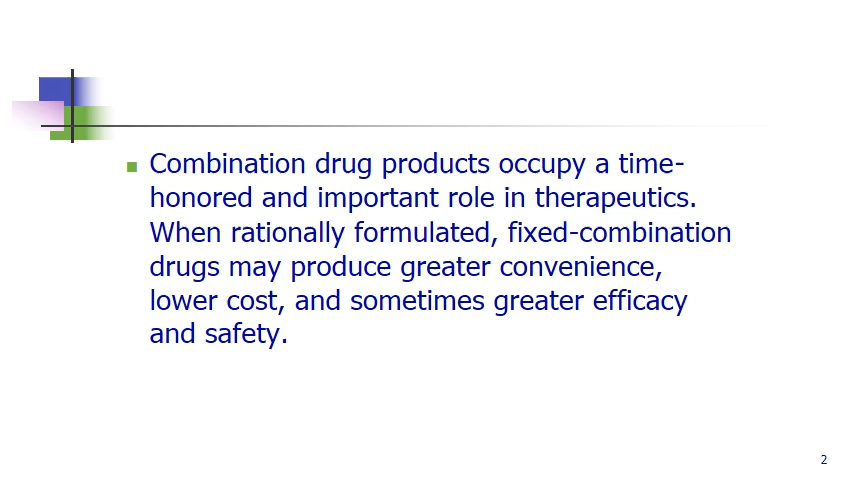 Combination drug products occupy a time-
honored and important role in therapeutics.
When rationally formulated, fixed-combination
drugs may produce greater convenience,
lower cost, and sometimes greater efficacy
and safety.
2